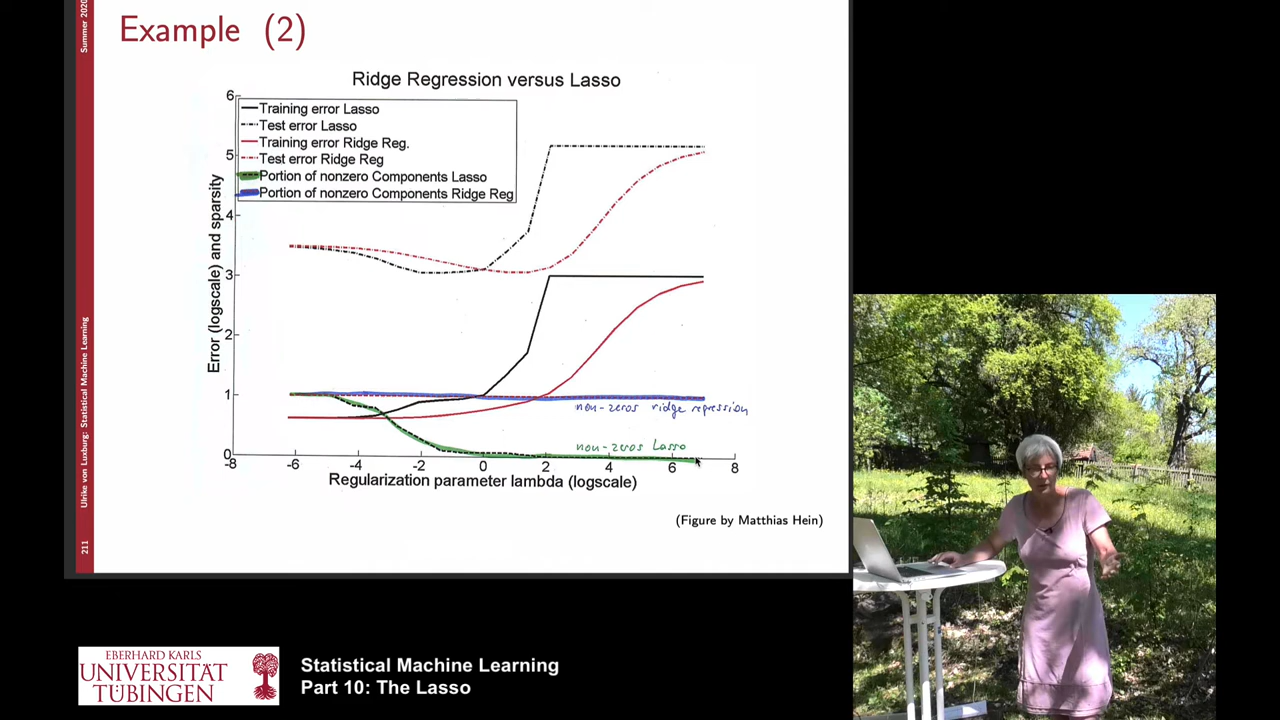 Summer 2020
Example (2)
Ridge Regression versus Lasso
6
5
4
3
2
1
0
Training error Lasso
Test error Lasso
Training error Ridge Reg.
Test error Ridge Reg
Portion of nonzero Components Lasso
Portion of nonzero Components Ridge Reg
Error (logscale) and sparsity
non-zeros ridge regression
non-zeros Lasso
-8 -6 -4 -2 0 2 4 6 8
Regularization parameter lambda (logscale)
(Figure by Matthias Hein)
Ulrike von Luxburg: Statistical Machine Learning
211
EBERHARD KARLS
UNIVERSITÄT
TÜBINGEN
Statistical Machine Learning
Part 10: The Lasso